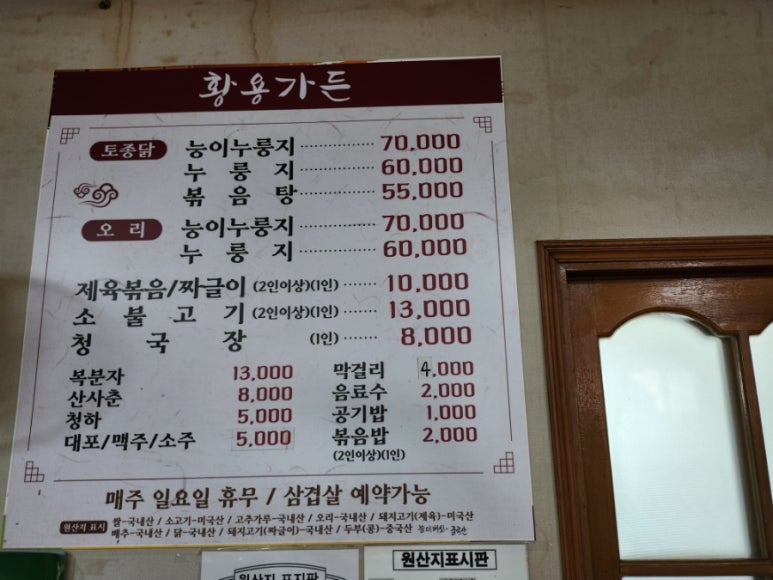 황용가든
토종닭 능이누룽지 ············ 70,000
누룽지 ············ 60,000
볶음탕 ············ 55,000
오리 능이누룽지 ············ 70,000
누룽지 ············ 60,000
제육볶음/짜글이 (2인이상)(1인) ······ 10,000
소불고기 (2인이상)(1인) ······ 13,000
청국장 (1인) ······ 8,000
복분자 13,000 막걸리 4,000
산사춘 8,000 음료수 2,000
청하 5,000 공기밥 1,000
대포/맥주/소주 5,000 볶음밥 2,000
(2인이상)(1인)
매주 일요일 휴무 / 삼겹살 예약가능
원산지 표시 쌀-국내산 / 소고기-미국산 / 고추가루-국내산 / 오리-국내산 / 돼지고기(제육)-미국산
배추-국내산 / 닭-국내산 / 돼지고기(짜글이)-국내산 / 두부(콩)-중국산
원산지 표지판 원산지표시판